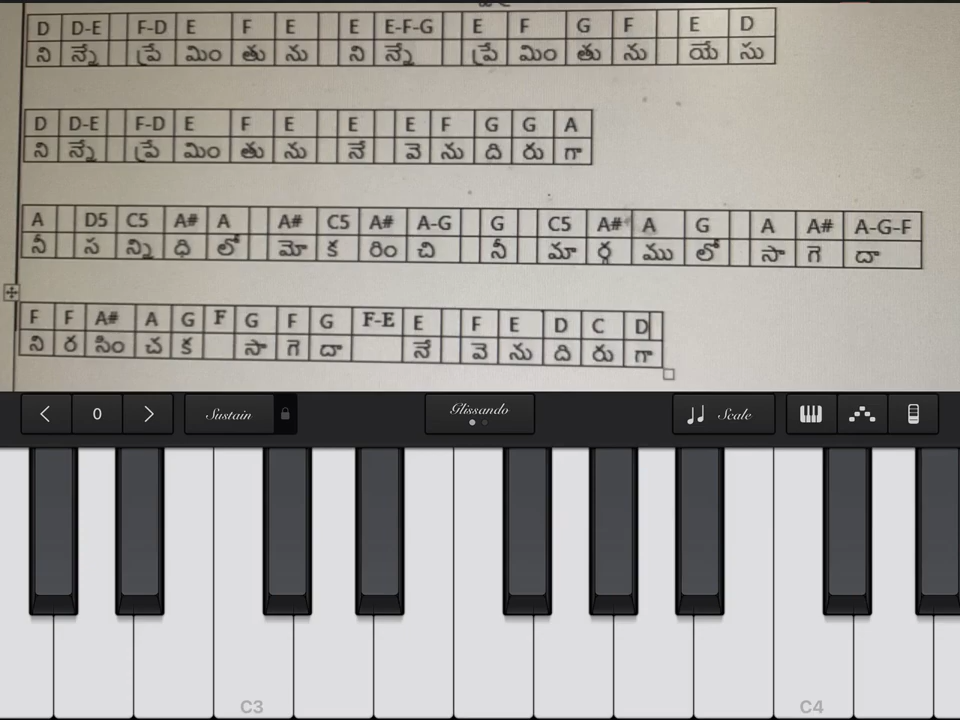 D D-E F-D E F E E E-F-G E F G F E D
ని న్నే ప్రే మిం తు ను ని న్నే ప్రే మిం తు ను యే సు
D D-E F-D E F E E E F G G A
ని న్నే ప్రే మిం తు ను నే వె ను ది రు గా
A D5 C5 A# A A# C5 A# A-G G C5 A# A G A A# A-G-F
నీ స న్ని ధి లో మో క రిం చి నీ మా ర్గ ము లో సా గె దా
F F A# A G F G F G F-E E F E D C D
ని ర సిం చ క సా గె దా నే వె ను ది రు గా
0 Sustain Glissando Scale
C3 C4